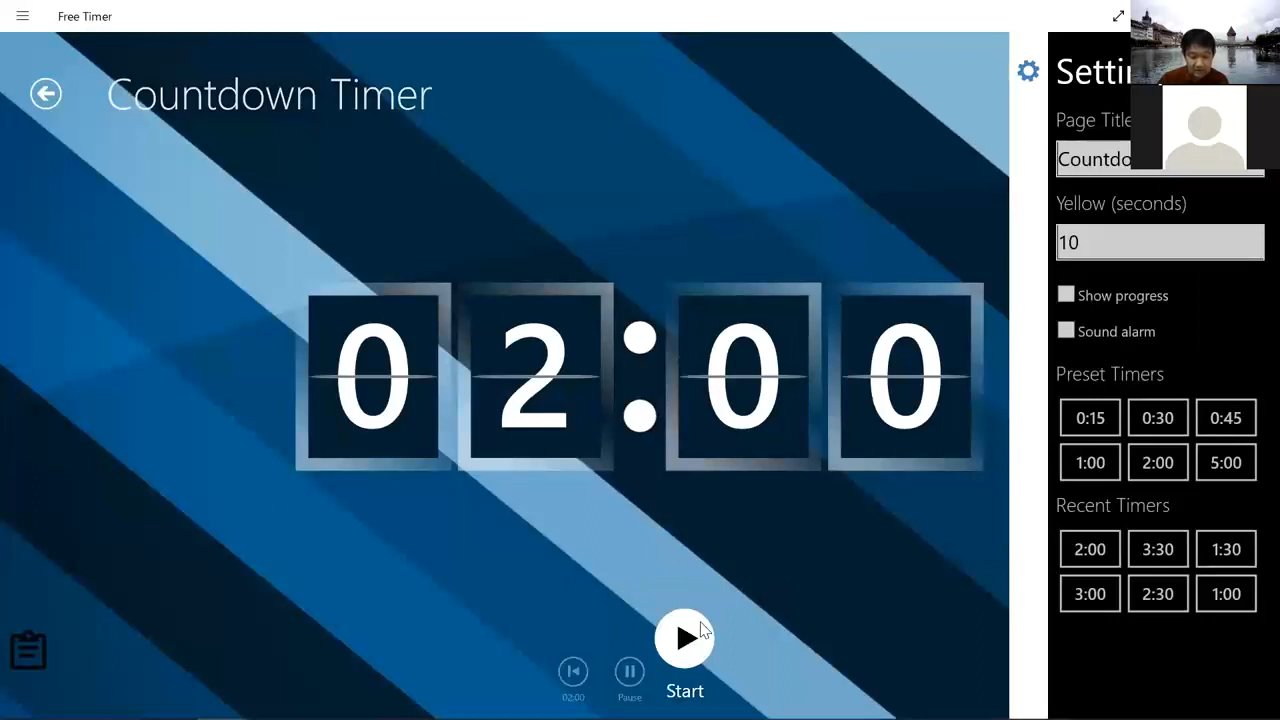 Free Timer
Countdown Timer
02:00
02:00
Pause
Start
Page Title
Countdo
Yellow (seconds)
10
Show progress
Sound alarm
Preset Timers
0:15 0:30 0:45
1:00 2:00 5:00
Recent Timers
2:00 3:30 1:30
3:00 2:30 1:00